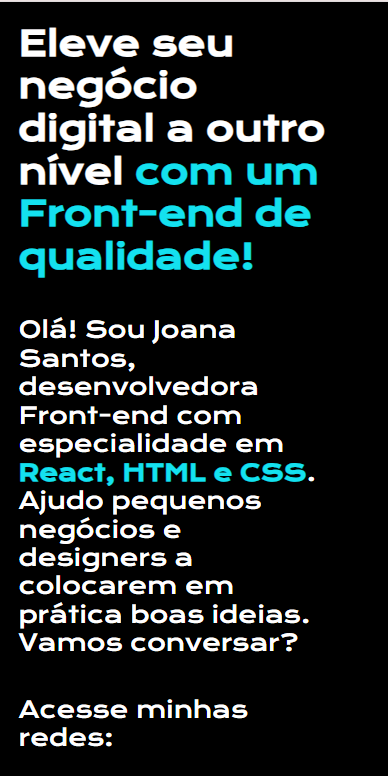 Eleve seu
negócio
digital a outro
nível com um
Front-end de
qualidade!
Olá! Sou Joana
Santos,
desenvolvedora
Front-end com
especialidade em
React, HTML e CSS.
Ajudo pequenos
negócios e
designers a
colocarem em
prática boas ideias.
Vamos conversar?
Acesse minhas
redes: